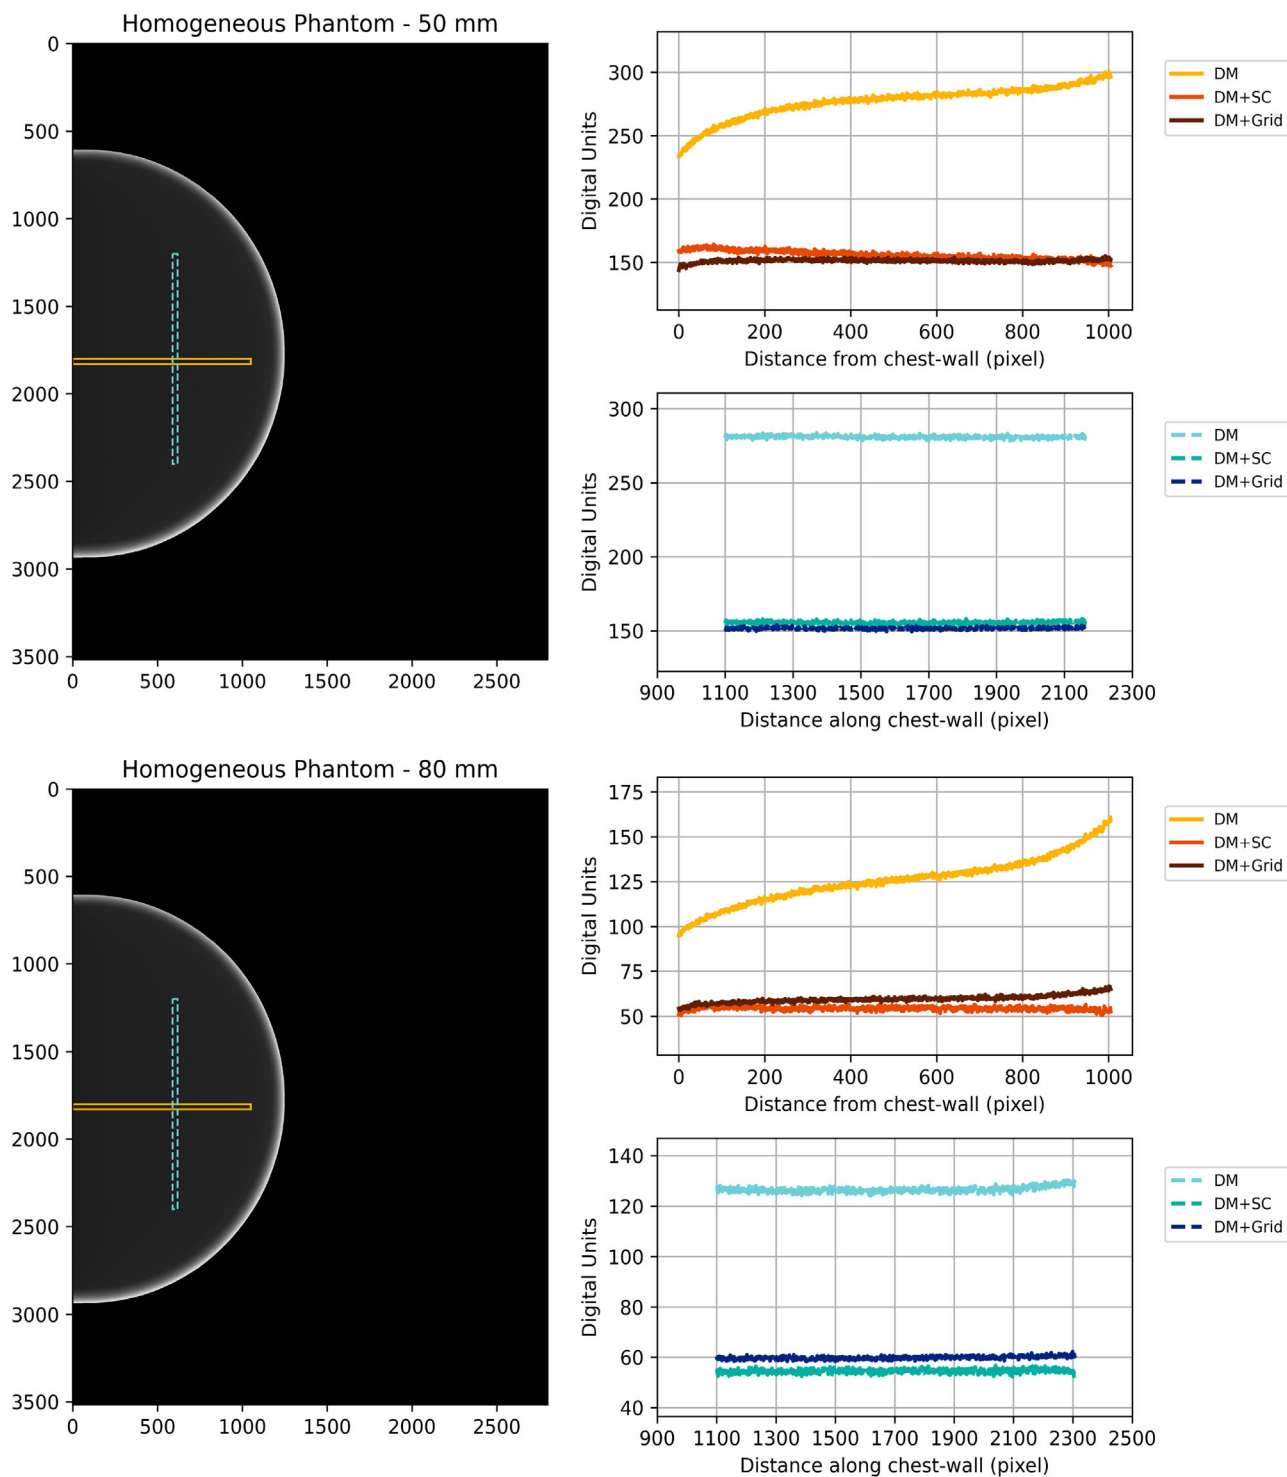 Homogeneous Phantom - 50 mm
0
500
1000
1500
2000
2500
3000
3500
0 500 1000 1500 2000 2500
300
250
200
150
Digital Units
0 200 400 600 800 1000
Distance from chest-wall (pixel)
DM
DM+SC
DM+Grid
300
250
200
150
Digital Units
900 1100 1300 1500 1700 1900 2100 2300
Distance along chest-wall (pixel)
DM
DM+SC
DM+Grid
Homogeneous Phantom - 80 mm
0
500
1000
1500
2000
2500
3000
3500
0 500 1000 1500 2000 2500
175
150
125
100
75
50
Digital Units
0 200 400 600 800 1000
Distance from chest-wall (pixel)
DM
DM+SC
DM+Grid
140
120
100
80
60
40
Digital Units
900 1100 1300 1500 1700 1900 2100 2300 2500
Distance along chest-wall (pixel)
DM
DM+SC
DM+Grid